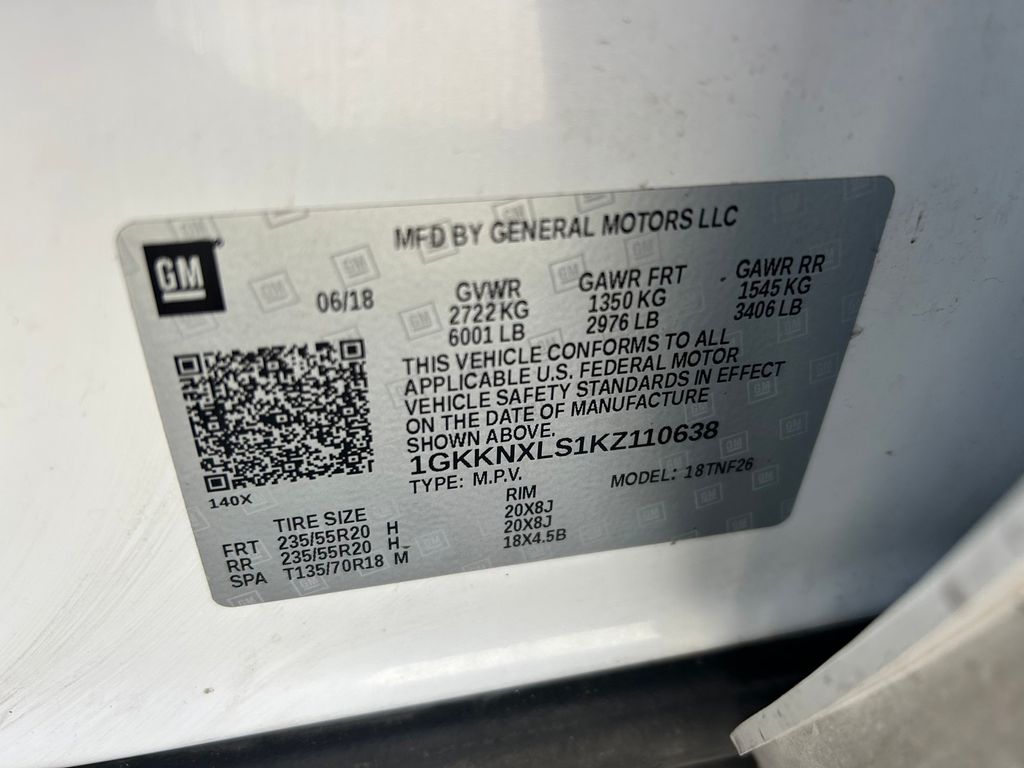 GM
MFD BY GENERAL MOTORS LLC
06/18
GVWR GAWR FRT GAWR RR
2722 KG 1350 KG 1545 KG
6001 LB 2976 LB 3406 LB
THIS VEHICLE CONFORMS TO ALL
APPLICABLE U.S. FEDERAL MOTOR
VEHICLE SAFETY STANDARDS IN EFFECT
ON THE DATE OF MANUFACTURE
SHOWN ABOVE.
1GKKNXLS1KZ110638
TYPE: M.P.V. MODEL: 18TNF26
140X
TIRE SIZE RIM
FRT 235/55R20 H 20X8J
RR 235/55R20 H 20X8J
SPA T135/70R18 M 18X4.5B